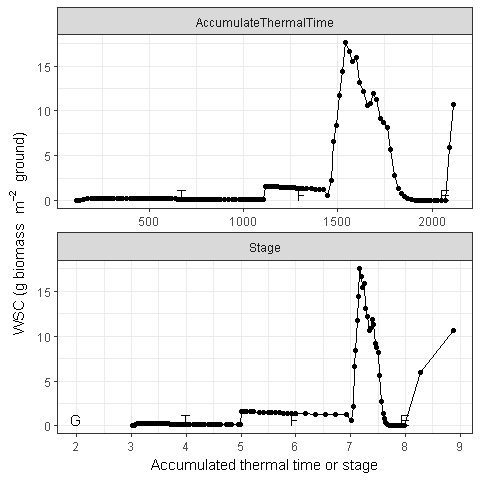 AccumulateThermalTime
15
10
5
0
T
F
E
500
1000
1500
2000
Stage
15
10
5
0
G
T
F
E
2
3
4
5
6
7
8
9
WSC (g biomass m⁻² ground)
Accumulated thermal time or stage